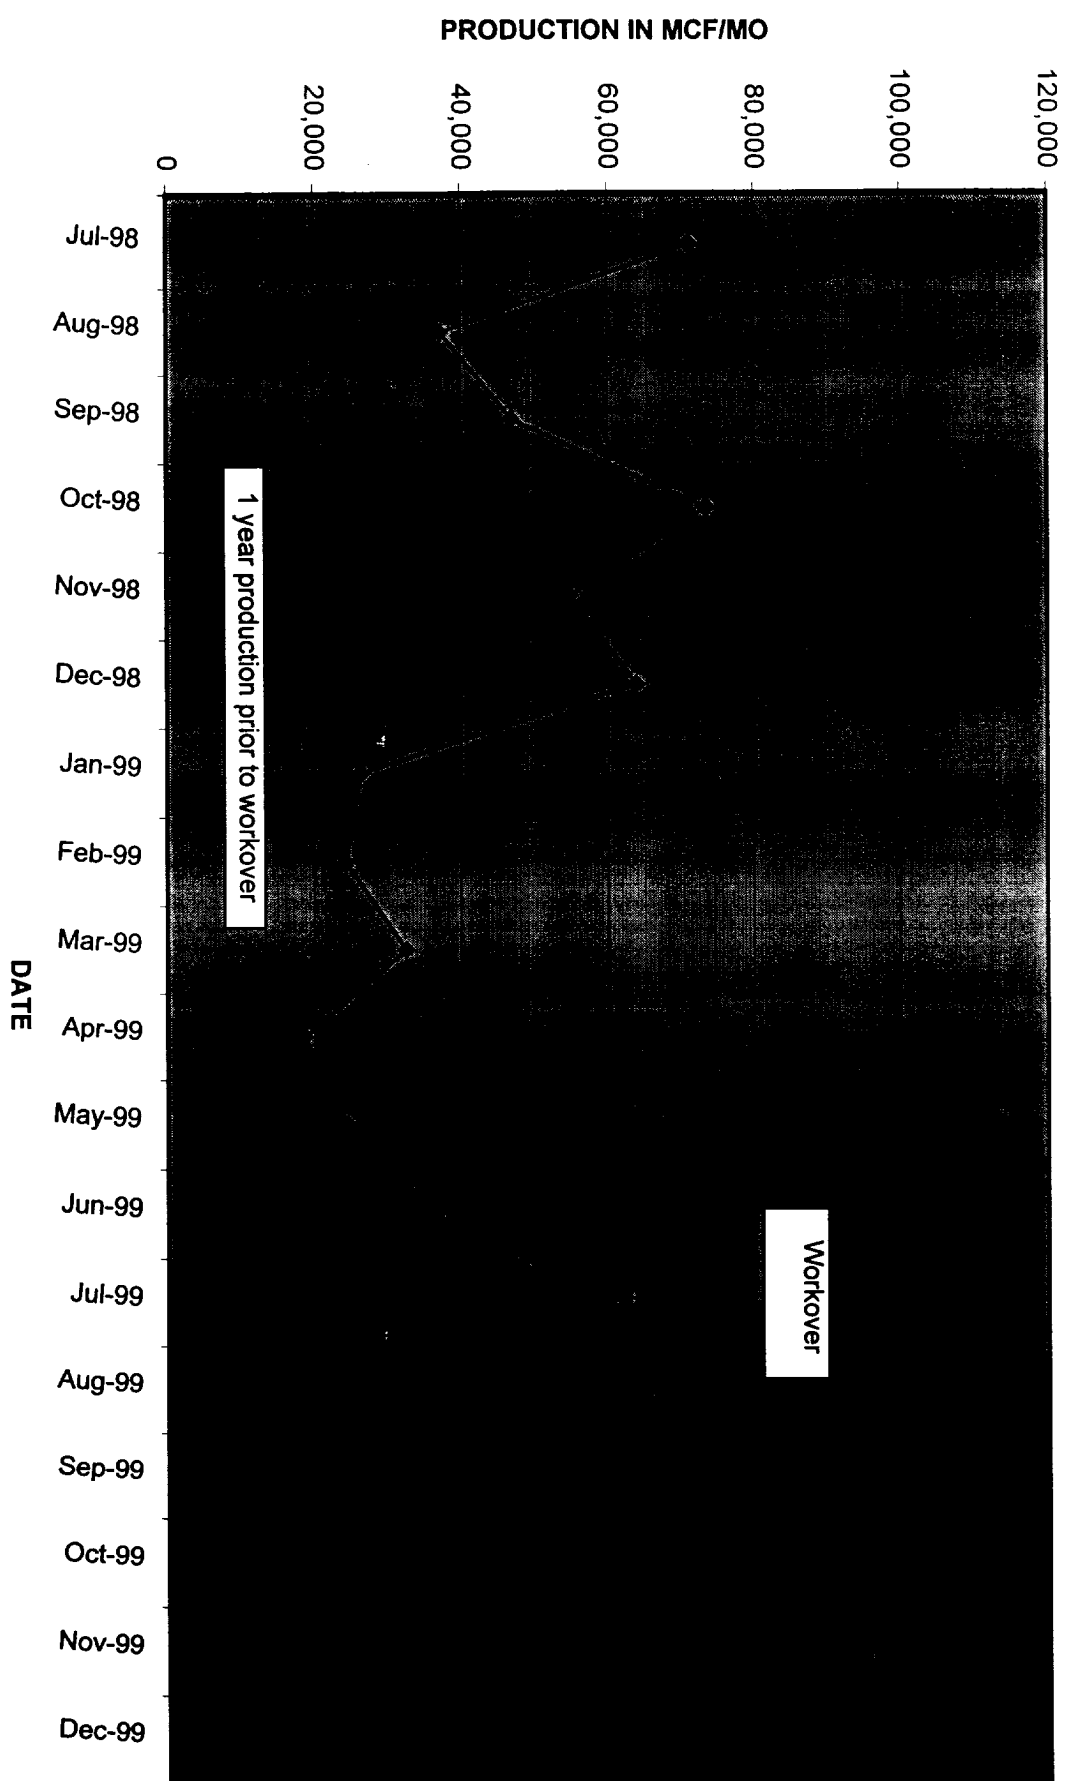 PRODUCTION IN MCF/MO
120,000
100,000
80,000
60,000
40,000
20,000
0
Jul-98
Aug-98
Sep-98
Oct-98
Nov-98
Dec-98
Jan-99
Feb-99
Mar-99
Apr-99
May-99
Jun-99
Jul-99
Aug-99
Sep-99
Oct-99
Nov-99
Dec-99
DATE
1 year production prior to workover
Workover